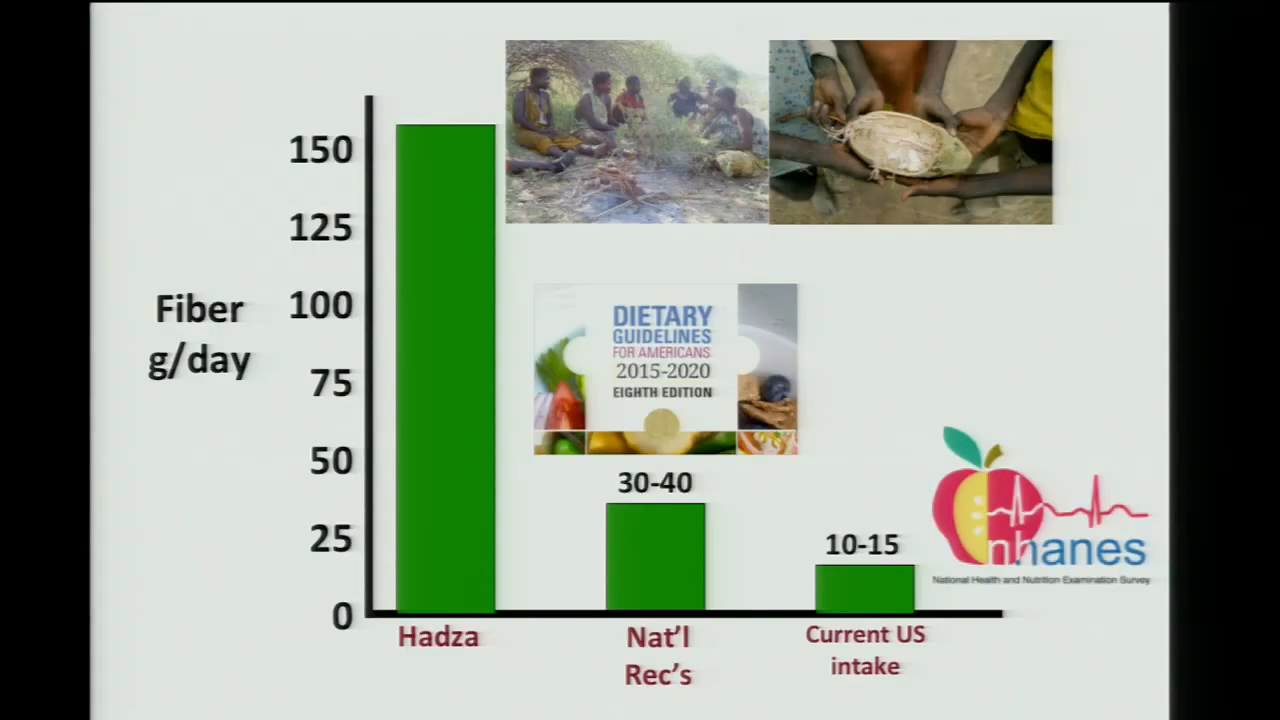 150
125
100
75
50
25
0
Fiber
g/day
DIETARY
GUIDELINES
FOR AMERICANS
2015-2020
EIGHTH EDITION
30-40
10-15
nhanes
National Health and Nutrition Examination Survey
Hadza
Nat'l
Rec's
Current US
intake